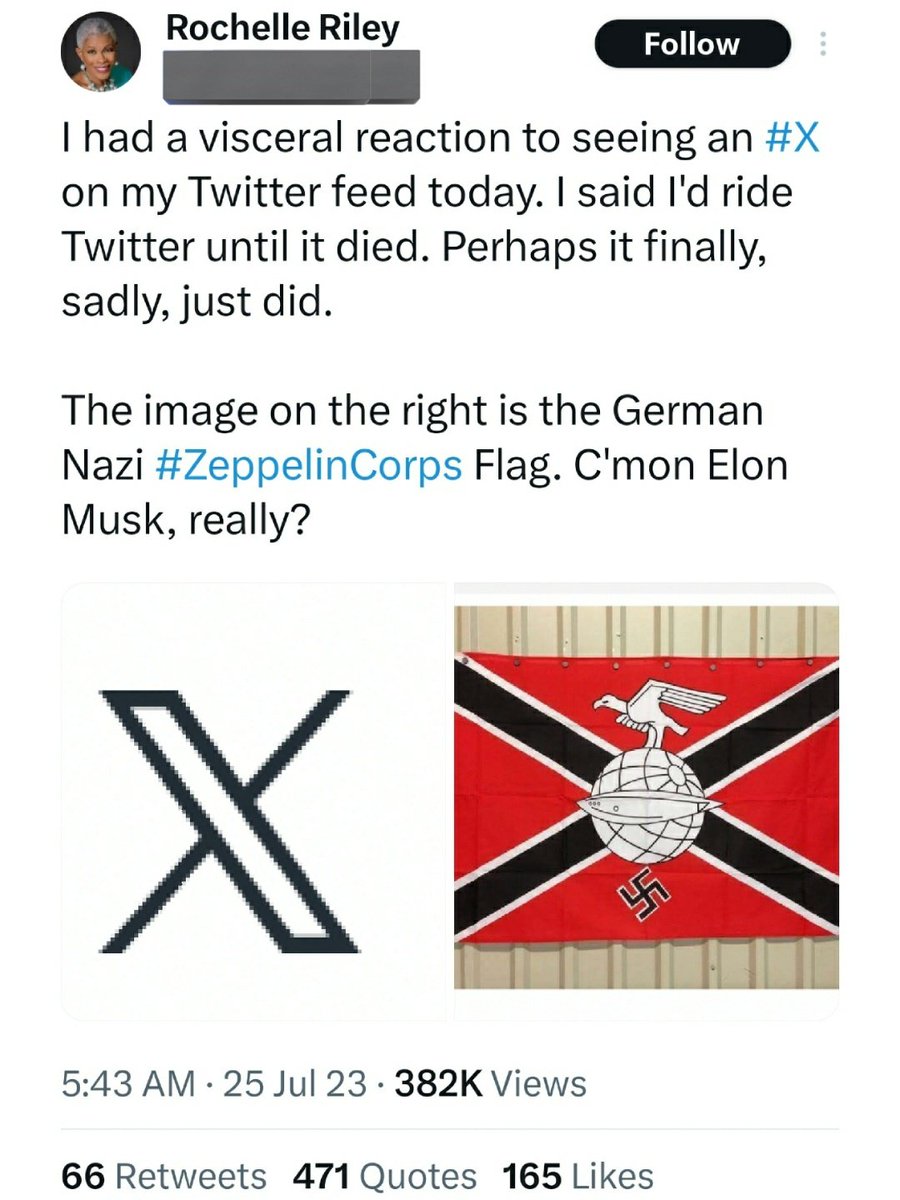 Rochelle Riley
Follow
I had a visceral reaction to seeing an #X
on my Twitter feed today. I said I'd ride
Twitter until it died. Perhaps it finally,
sadly, just did.
The image on the right is the German
Nazi #ZeppelinCorps Flag. C'mon Elon
Musk, really?
X
5:43 AM · 25 Jul 23 · 382K Views
66 Retweets 471 Quotes 165 Likes